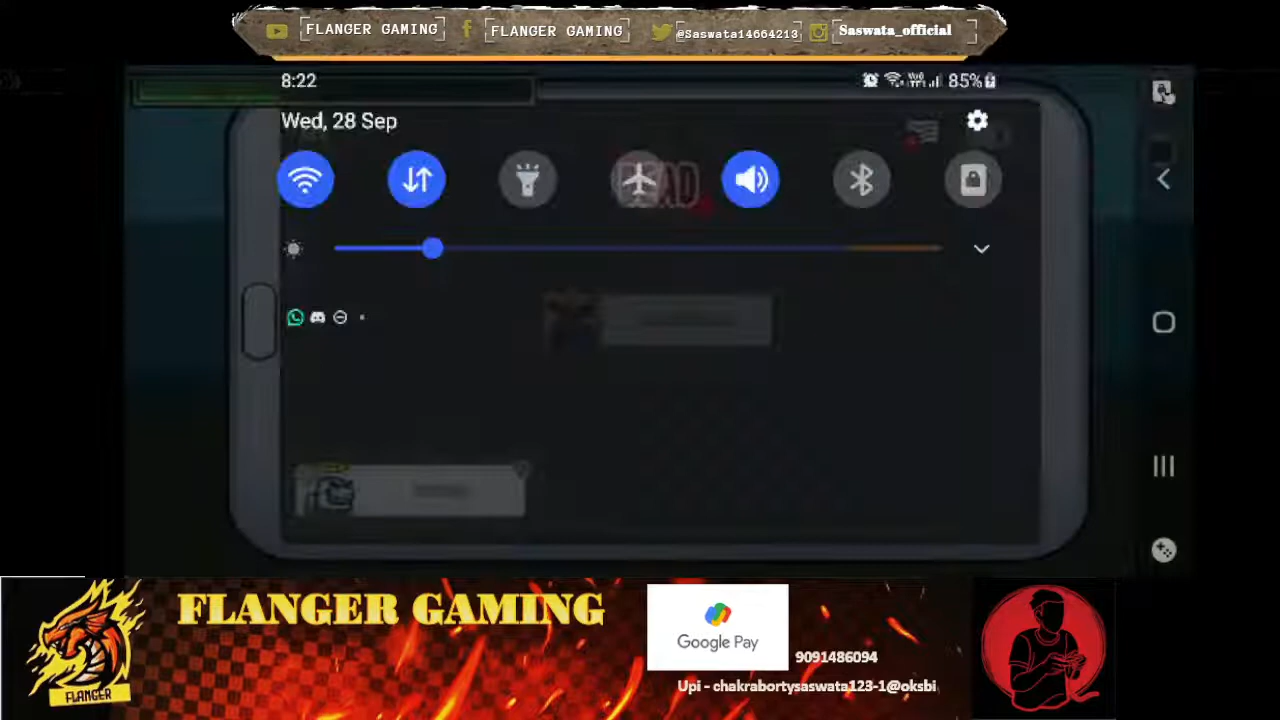 FLANGER GAMING
FLANGER GAMING
@Saswata14664213
Saswata_official
8:22
85%
Wed, 28 Sep
DEAD
FLANGER GAMING
FLANGER
Google Pay
9091486094
Upi - chakrabortysaswata123-1@oksbi